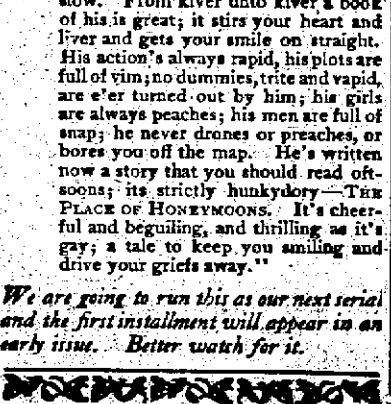 slow. From kiver unto kiver a book
of his is great; it stirs your heart and
liver and gets your smile on straight.
His action's always rapid, his plots are
full of vim; no dummies, trite and vapid,
are e'er turned out by him; his girls
are always peaches; his men are full of
snap; he never drones or preaches, or
bores you off the map. He's written
now a story that you should read oft-
soons; its strictly hunkydory—THE
PLACE OF HONEYMOONS. It's cheer-
ful and beguiling, and thrilling as it's
gay; a tale to keep you smiling and
drive your griefs away."
We are going to run this as our next serial
and the first installment will appear in an
early issue. Better watch for it.